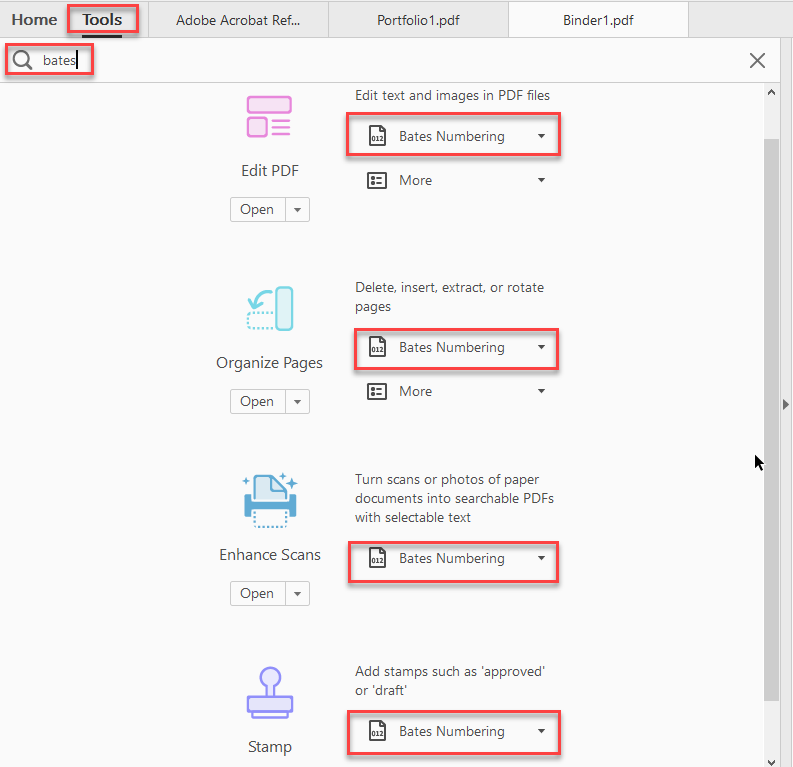 Home
Tools
Adobe Acrobat Ref...
Portfolio1.pdf
Binder1.pdf
bates
Edit PDF
Open
Edit text and images in PDF files
012
Bates Numbering
More
Organize Pages
Open
Delete, insert, extract, or rotate
pages
012
Bates Numbering
More
Enhance Scans
Open
Turn scans or photos of paper
documents into searchable PDFs
with selectable text
012
Bates Numbering
Stamp
Add stamps such as 'approved'
or 'draft'
012
Bates Numbering